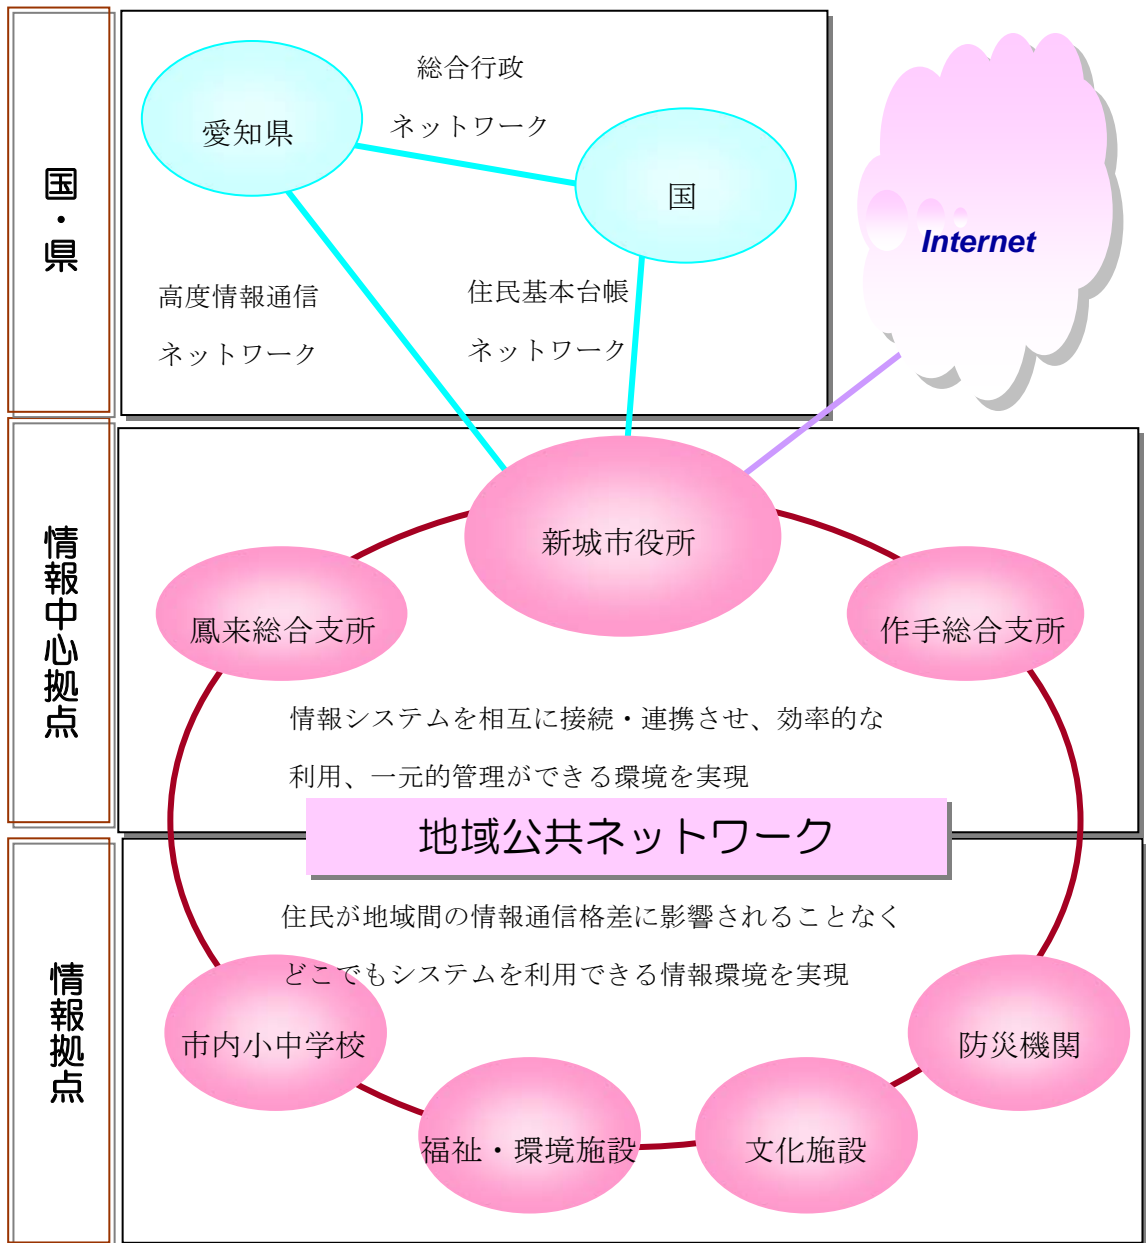 国・県
総合行政
ネットワーク
愛知県
国
Internet
高度情報通信
ネットワーク
住民基本台帳
ネットワーク
情報中心拠点
新城市役所
鳳来総合支所
作手総合支所
情報システムを相互に接続・連携させ、効率的な
利用、一元的管理ができる環境を実現
地域公共ネットワーク
情報拠点
住民が地域間の情報通信格差に影響されることなく
どこでもシステムを利用できる情報環境を実現
市内小中学校
防災機関
福祉・環境施設
文化施設